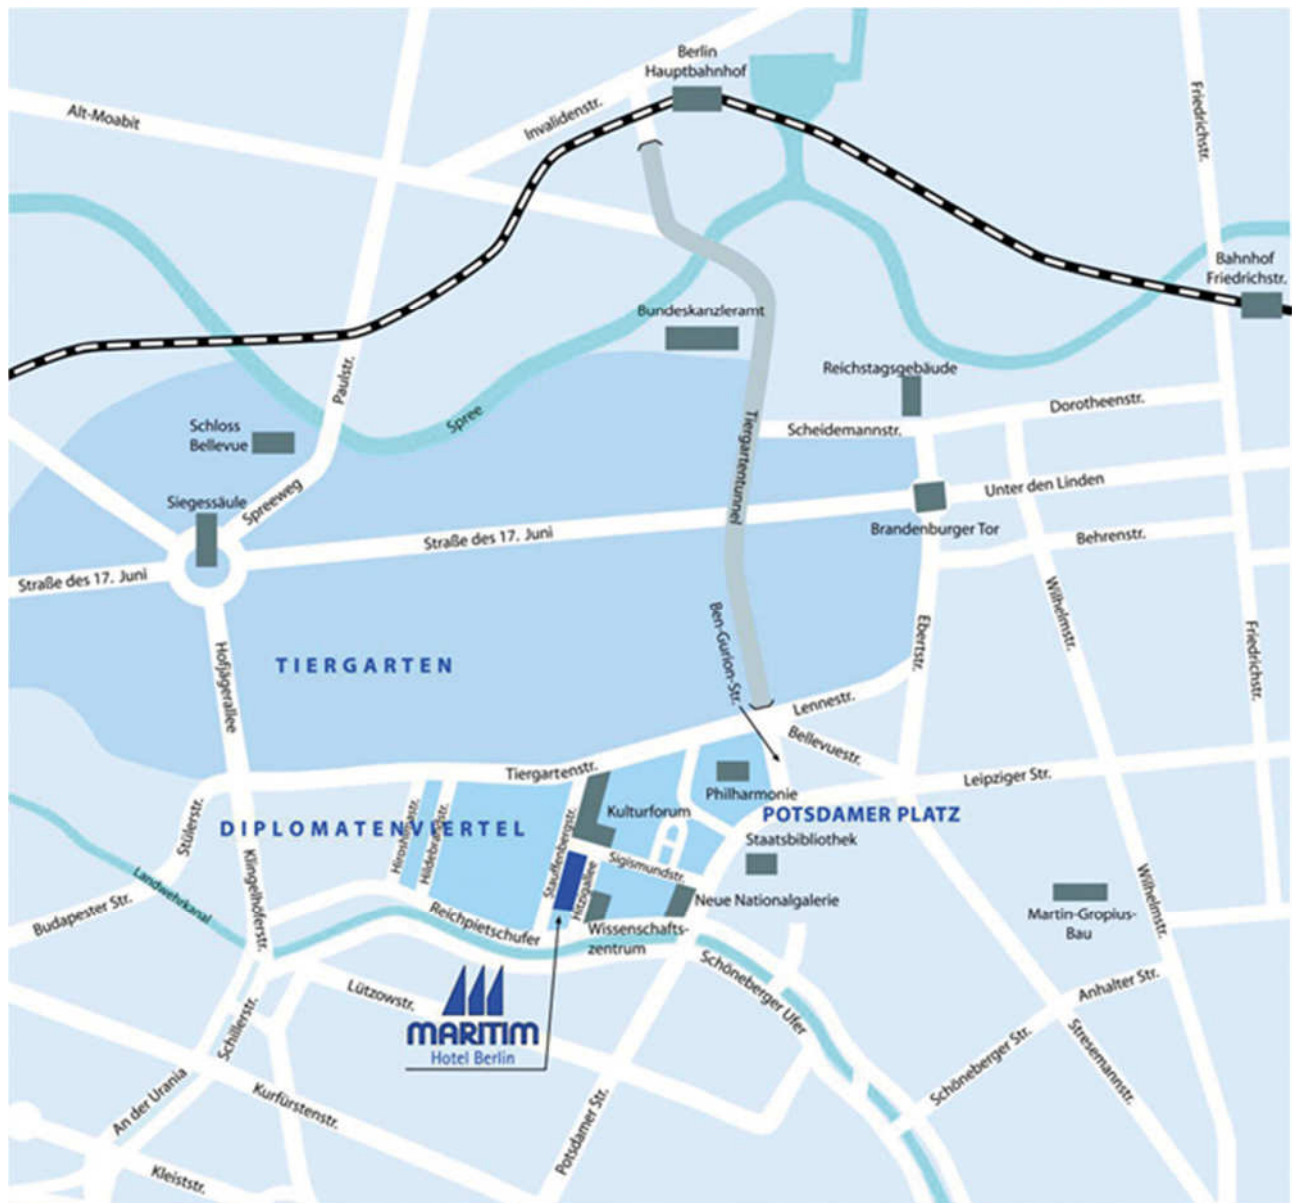 Berlin
Hauptbahnhof
Alt-Moabit
Invalidenstr.
Friedrichstr.
Bahnhof
Friedrichstr.
Bundeskanzleramt
Reichstagsgebäude
Paulstr.
Spree
Dorotheenstr.
Scheidemannstr.
Schloss
Bellevue
Tiergartentunnel
Unter den Linden
Siegessäule
Spreeweg
Brandenburger Tor
Behrenstr.
Straße des 17. Juni
Straße des 17. Juni
Wilhelmstr.
Ben-Gurion-Str.
Ebertstr.
Friedrichstr.
Hofjägerallee
TIERGARTEN
Lennestr.
Bellevuestr.
Tiergartenstr.
Leipziger Str.
Philharmonie
Stülerstr.
Hiroshimastr.
Hildebrandstr.
Stauffenbergstr.
Kulturforum
POTSDAMER PLATZ
DIPLOMATENVIERTEL
Staatsbibliothek
Sigismundstr.
Hitzigallee
Landwehrkanal
Klingelhöferstr.
Neue Nationalgalerie
Budapester Str.
Reichpietschufer
Wissenschafts-
zentrum
Martin-Gropius-
Bau
Wilhelmstr.
Schöneberger Ufer
Lützowstr.
MARITIM
Hotel Berlin
Anhalter Str.
Schillerstr.
Schöneberger Str.
Stresemannstr.
An der Urania
Kurfürstenstr.
Potsdamer Str.
Kleiststr.